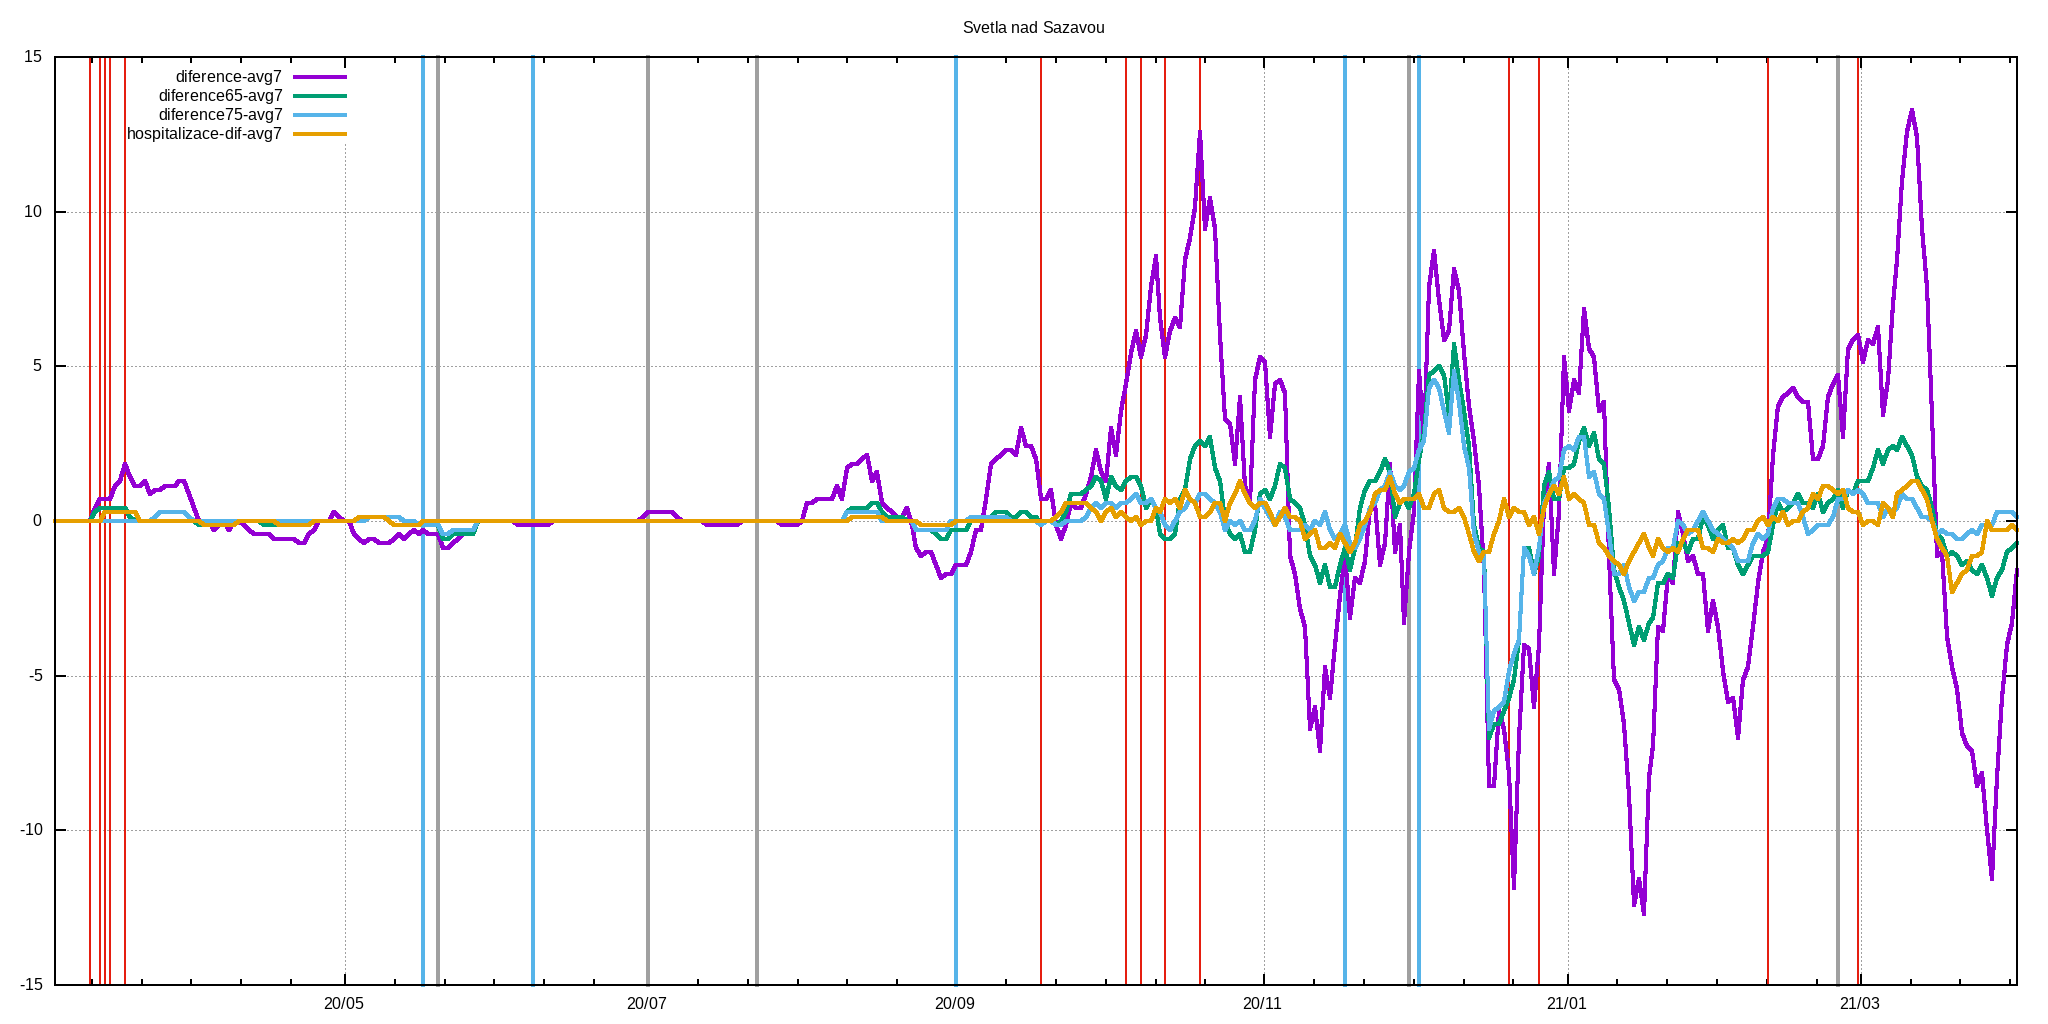 Svetla nad Sazavou
15
diference-avg7
diference65-avg7
diference75-avg7
hospitalizace-dif-avg7
10
5
0
-5
-10
-15
20/05 20/07 20/09 20/11 21/01 21/03